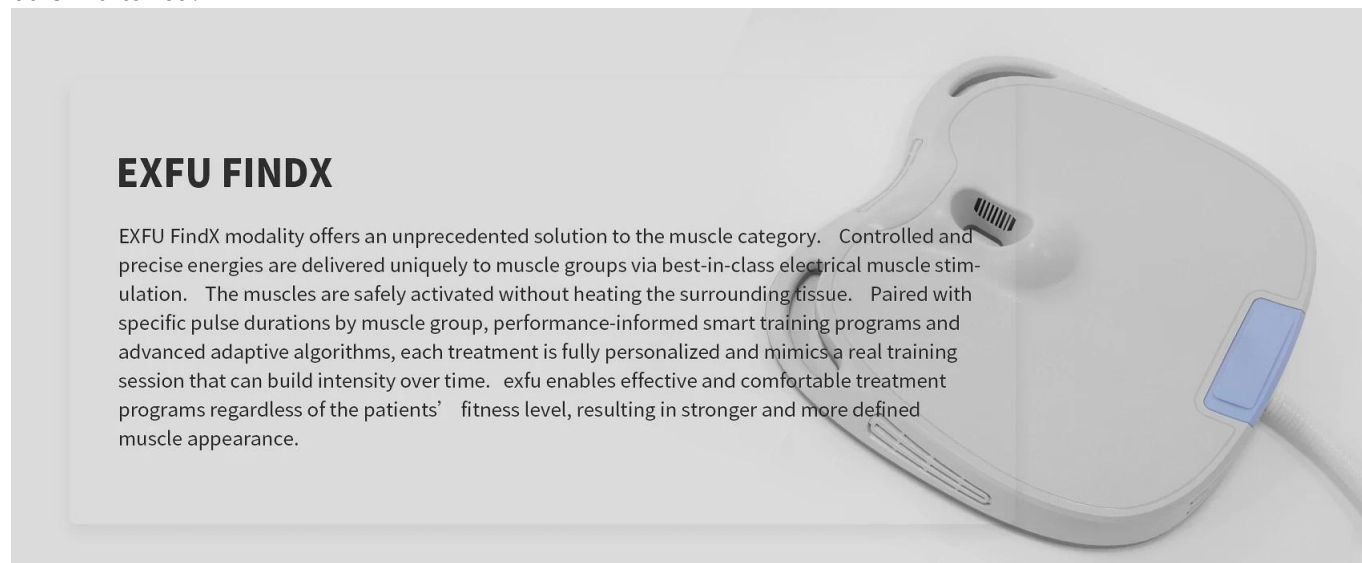 EXFU FINDX
EXFU FindX modality offers an unprecedented solution to the muscle category. Controlled and
precise energies are delivered uniquely to muscle groups via best-in-class electrical muscle stim-
ulation. The muscles are safely activated without heating the surrounding tissue. Paired with
specific pulse durations by muscle group, performance-informed smart training programs and
advanced adaptive algorithms, each treatment is fully personalized and mimics a real training
session that can build intensity over time. exfu enables effective and comfortable treatment
programs regardless of the patients’ fitness level, resulting in stronger and more defined
muscle appearance.